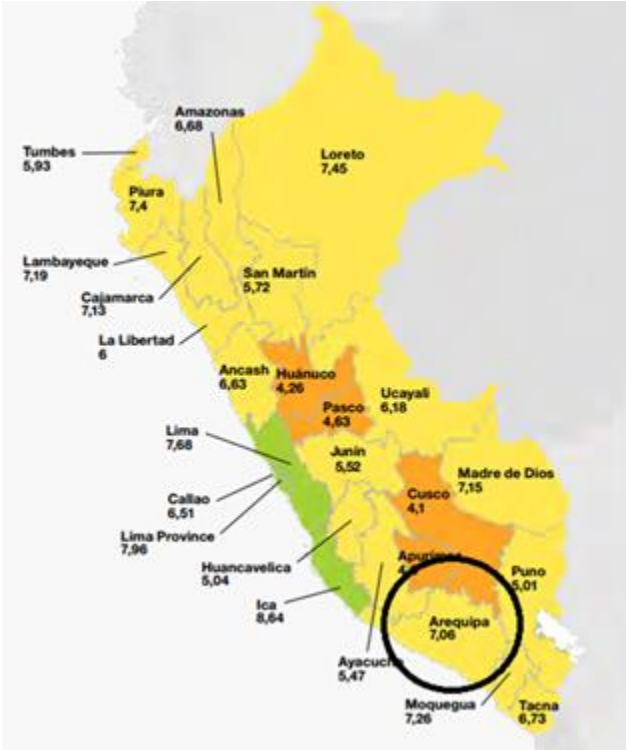 Amazonas
6,68
Tumbes
5,93
Loreto
7,45
Piura
7,4
Lambayeque
7,19
San Martín
5,72
Cajamarca
7,13
La Libertad
6
Ancash
6,63
Huánuco
4,26
Ucayali
6,18
Pasco
4,63
Lima
7,68
Junín
5,52
Madre de Dios
7,15
Cusco
4,1
Callao
6,51
Lima Province
7,96
Huancavelica
5,04
Puno
5,01
Ica
8,64
Arequipa
7,06
Ayacucho
5,47
Moquegua
7,26
Tacna
6,73